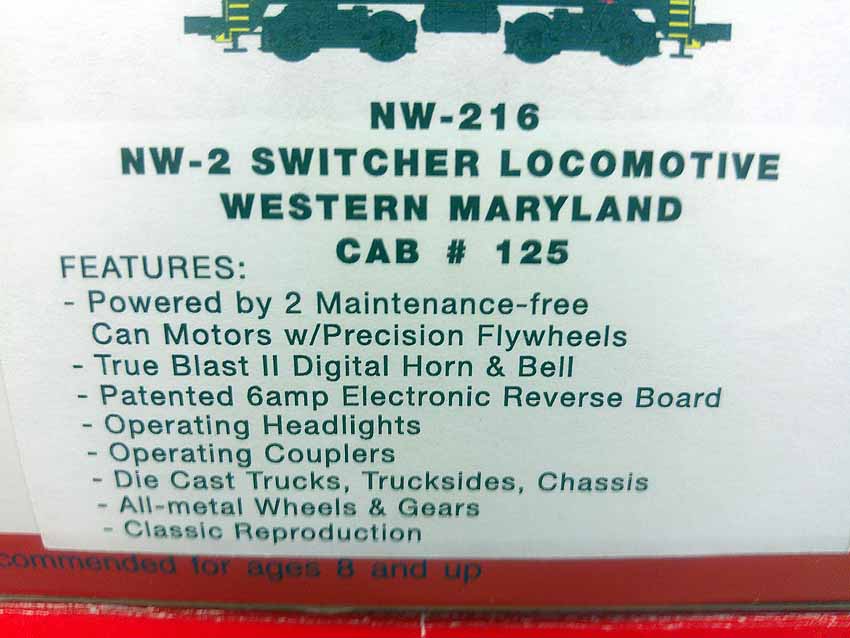 NW-216
NW-2 SWITCHER LOCOMOTIVE
WESTERN MARYLAND
CAB # 125
FEATURES:
- Powered by 2 Maintenance-free
Can Motors w/Precision Flywheels
- True Blast II Digital Horn & Bell
- Patented 6amp Electronic Reverse Board
- Operating Headlights
- Operating Couplers
- Die Cast Trucks, Trucksides, Chassis
- All-metal Wheels & Gears
- Classic Reproduction
commended for ages 8 and up